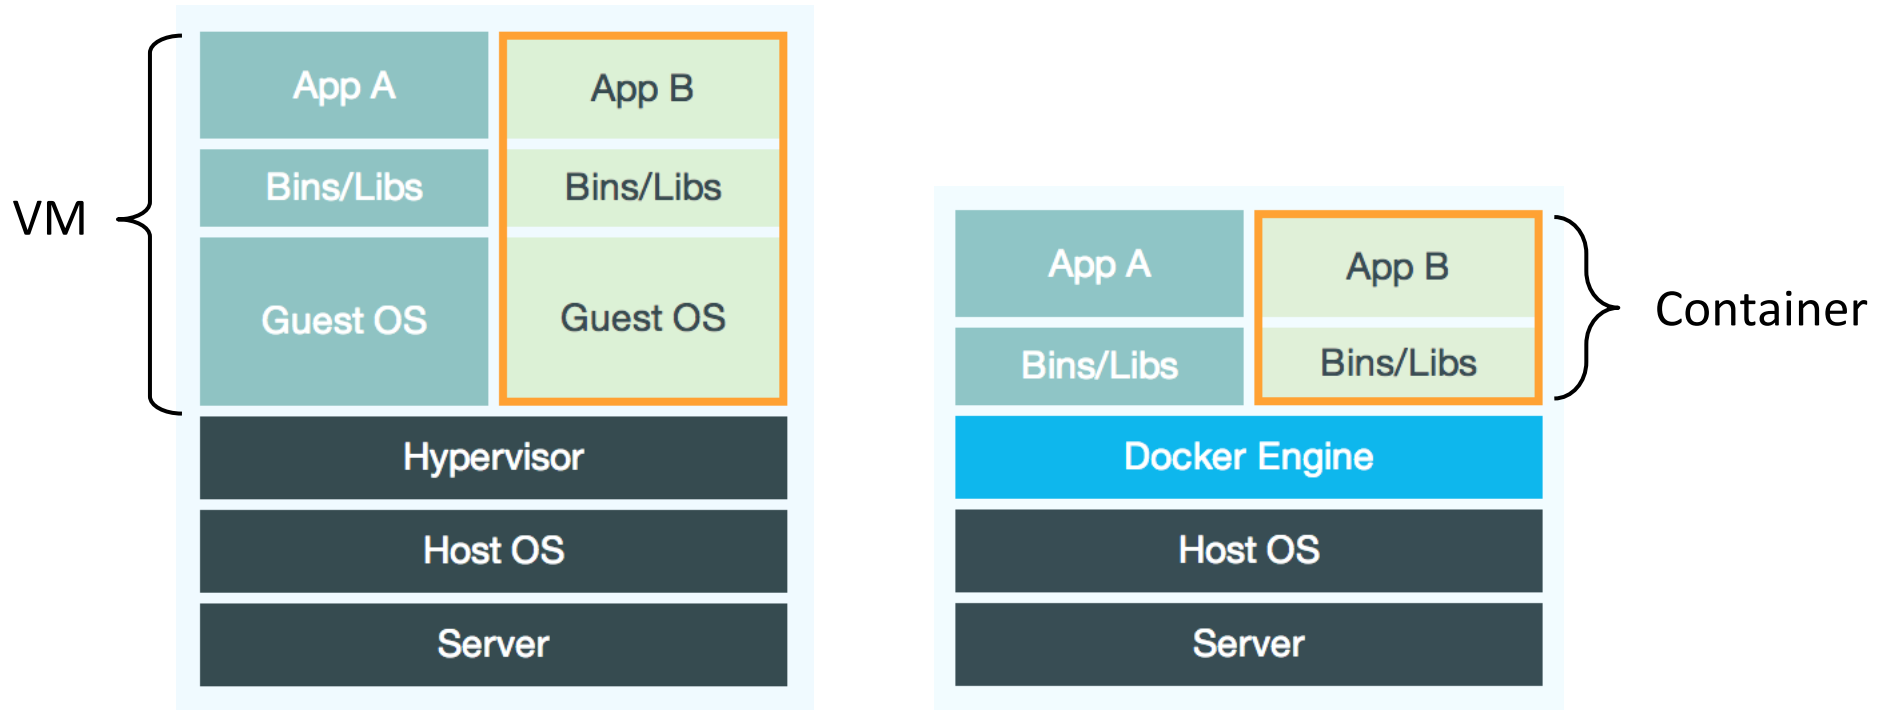 VM
App A
App B
Bins/Libs
Bins/Libs
Guest OS
Guest OS
Hypervisor
Host OS
Server
App A
App B
Bins/Libs
Bins/Libs
Docker Engine
Host OS
Server
Container